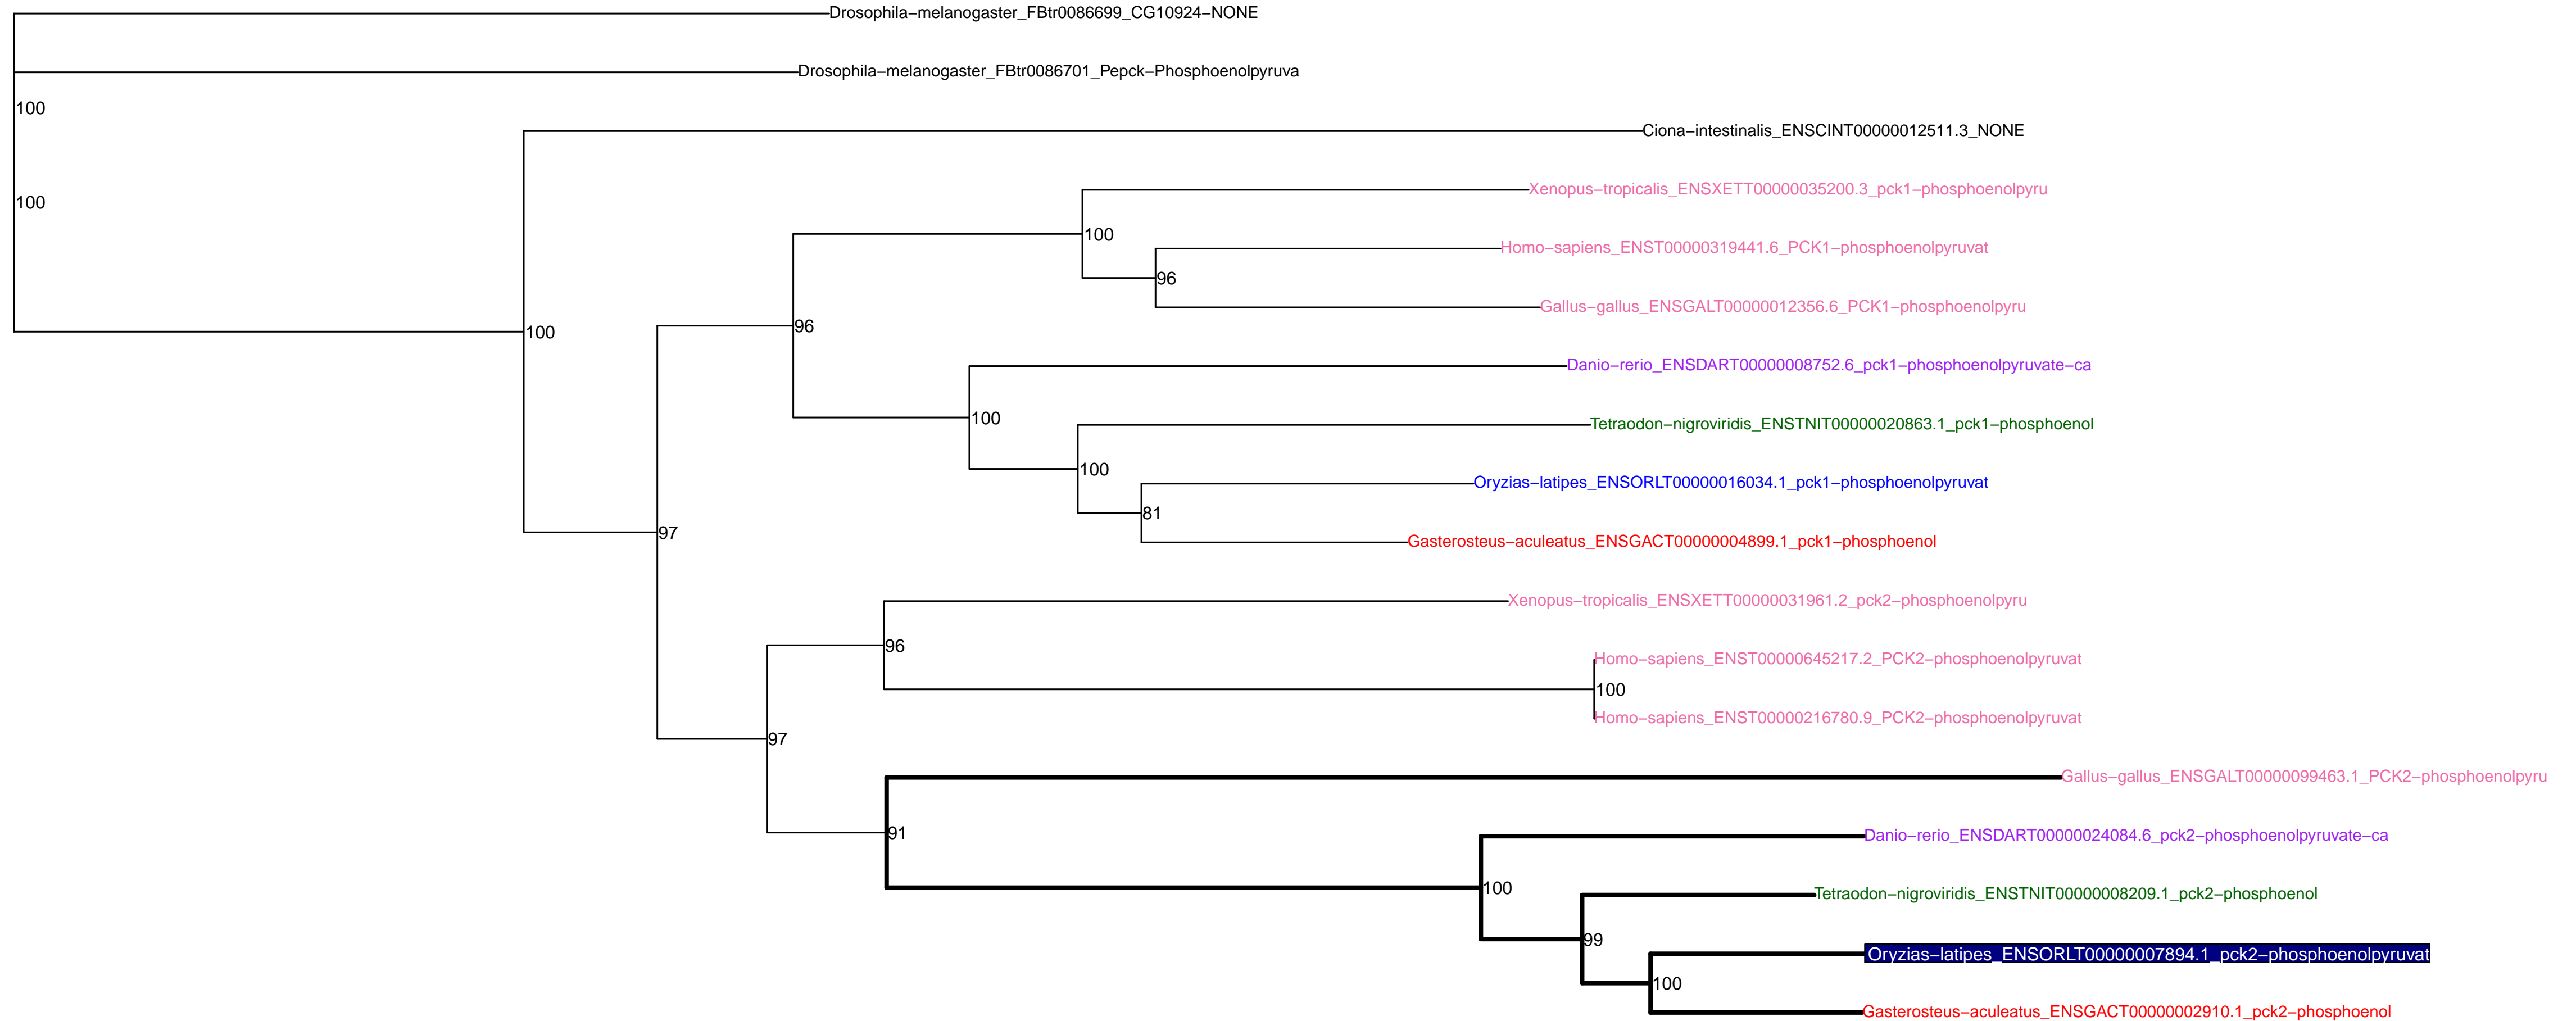 Drosophila−melanogaster_FBtr0086699_CG10924−NONE
Drosophila−melanogaster_FBtr0086701_Pepck−Phosphoenolpyruva
100
Ciona−intestinalis_ENSCINT00000012511.3_NONE
Xenopus−tropicalis_ENSXETT00000035200.3_pck1−phosphoenolpyru
100
100
Homo−sapiens_ENST00000319441.6_PCK1−phosphoenolpyruvat
96
Gallus−gallus_ENSGALT00000012356.6_PCK1−phosphoenolpyru
96
100
Danio−rerio_ENSDART00000008752.6_pck1−phosphoenolpyruvate−ca
100
Tetraodon−nigroviridis_ENSTNIT00000020863.1_pck1−phosphoenol
100
Oryzias−latipes_ENSORLT00000016034.1_pck1−phosphoenolpyruvat
81
97
Gasterosteus−aculeatus_ENSGACT00000004899.1_pck1−phosphoenol
Xenopus−tropicalis_ENSXETT00000031961.2_pck2−phosphoenolpyru
96
Homo−sapiens_ENST00000645217.2_PCK2−phosphoenolpyruvat
100
Homo−sapiens_ENST00000216780.9_PCK2−phosphoenolpyruvat
97
Gallus−gallus_ENSGALT00000099463.1_PCK2−phosphoenolpyru
91
Danio−rerio_ENSDART00000024084.6_pck2−phosphoenolpyruvate−ca
100
Tetraodon−nigroviridis_ENSTNIT00000008209.1_pck2−phosphoenol
99
Oryzias−latipes_ENSORLT00000007894.1_pck2−phosphoenolpyruvat
100
Gasterosteus−aculeatus_ENSGACT00000002910.1_pck2−phosphoenol